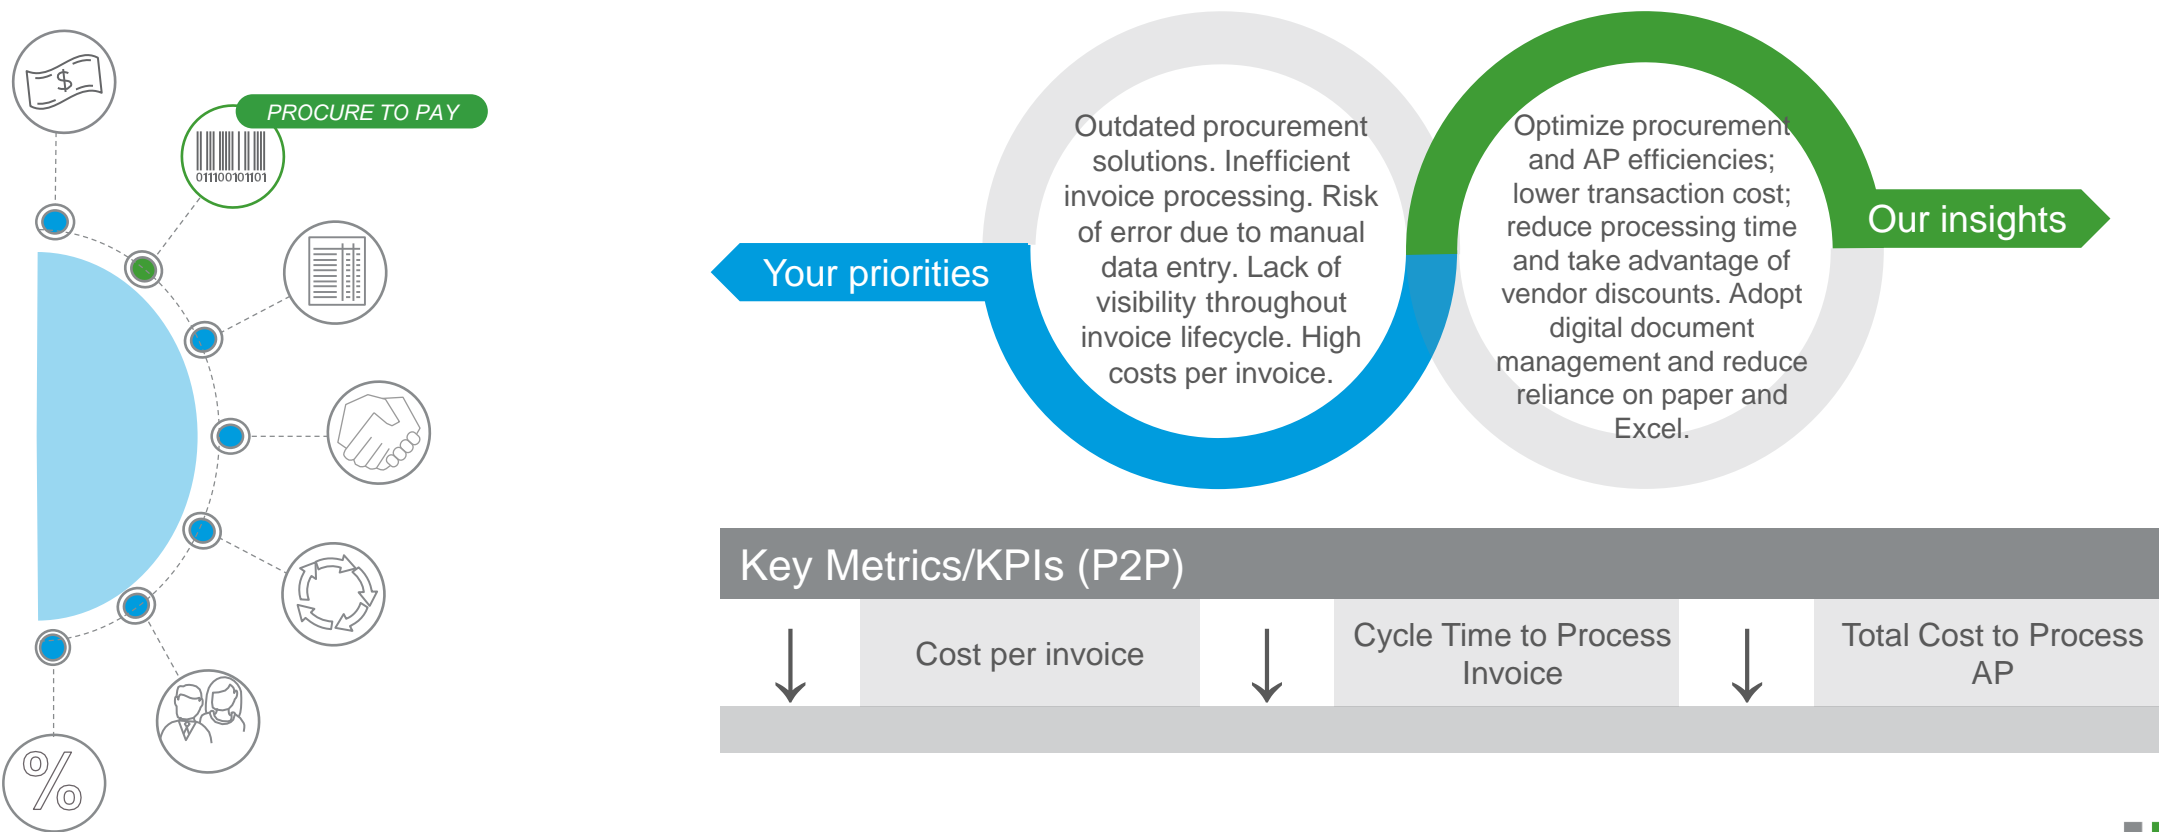 $
PROCURE TO PAY
011100101101
%
Your priorities
Outdated procurement
solutions. Inefficient
invoice processing. Risk
of error due to manual
data entry. Lack of
visibility throughout
invoice lifecycle. High
costs per invoice.
Optimize procurement
and AP efficiencies;
lower transaction cost;
reduce processing time
and take advantage of
vendor discounts. Adopt
digital document
management and reduce
reliance on paper and
Excel.
Our insights
Key Metrics/KPIs (P2P)
↓ Cost per invoice
↓ Cycle Time to Process
Invoice
↓ Total Cost to Process
AP